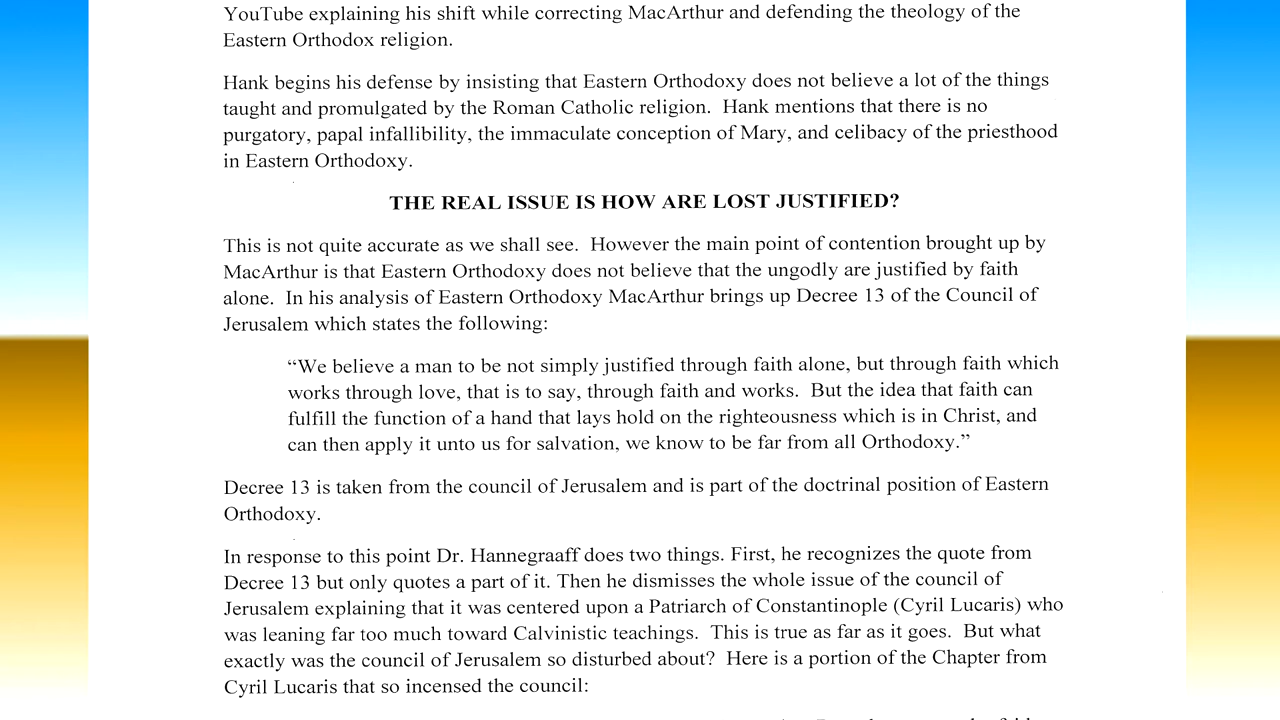 YouTube explaining his shift while correcting MacArthur and defending the theology of the
Eastern Orthodox religion.
Hank begins his defense by insisting that Eastern Orthodoxy does not believe a lot of the things
taught and promulgated by the Roman Catholic religion.  Hank mentions that there is no
purgatory, papal infallibility, the immaculate conception of Mary, and celibacy of the priesthood
in Eastern Orthodoxy.
THE REAL ISSUE IS HOW ARE LOST JUSTIFIED?
This is not quite accurate as we shall see.  However the main point of contention brought up by
MacArthur is that Eastern Orthodoxy does not believe that the ungodly are justified by faith
alone.  In his analysis of Eastern Orthodoxy MacArthur brings up Decree 13 of the Council of
Jerusalem which states the following:
“We believe a man to be not simply justified through faith alone, but through faith which
works through love, that is to say, through faith and works.  But the idea that faith can
fulfill the function of a hand that lays hold on the righteousness which is in Christ, and
can then apply it unto us for salvation, we know to be far from all Orthodoxy.”
Decree 13 is taken from the council of Jerusalem and is part of the doctrinal position of Eastern
Orthodoxy.
In response to this point Dr. Hannegraaff does two things. First, he recognizes the quote from
Decree 13 but only quotes a part of it. Then he dismisses the whole issue of the council of
Jerusalem explaining that it was centered upon a Patriarch of Constantinople (Cyril Lucaris) who
was leaning far too much toward Calvinistic teachings.  This is true as far as it goes.  But what
exactly was the council of Jerusalem so disturbed about?  Here is a portion of the Chapter from
Cyril Lucaris that so incensed the council: